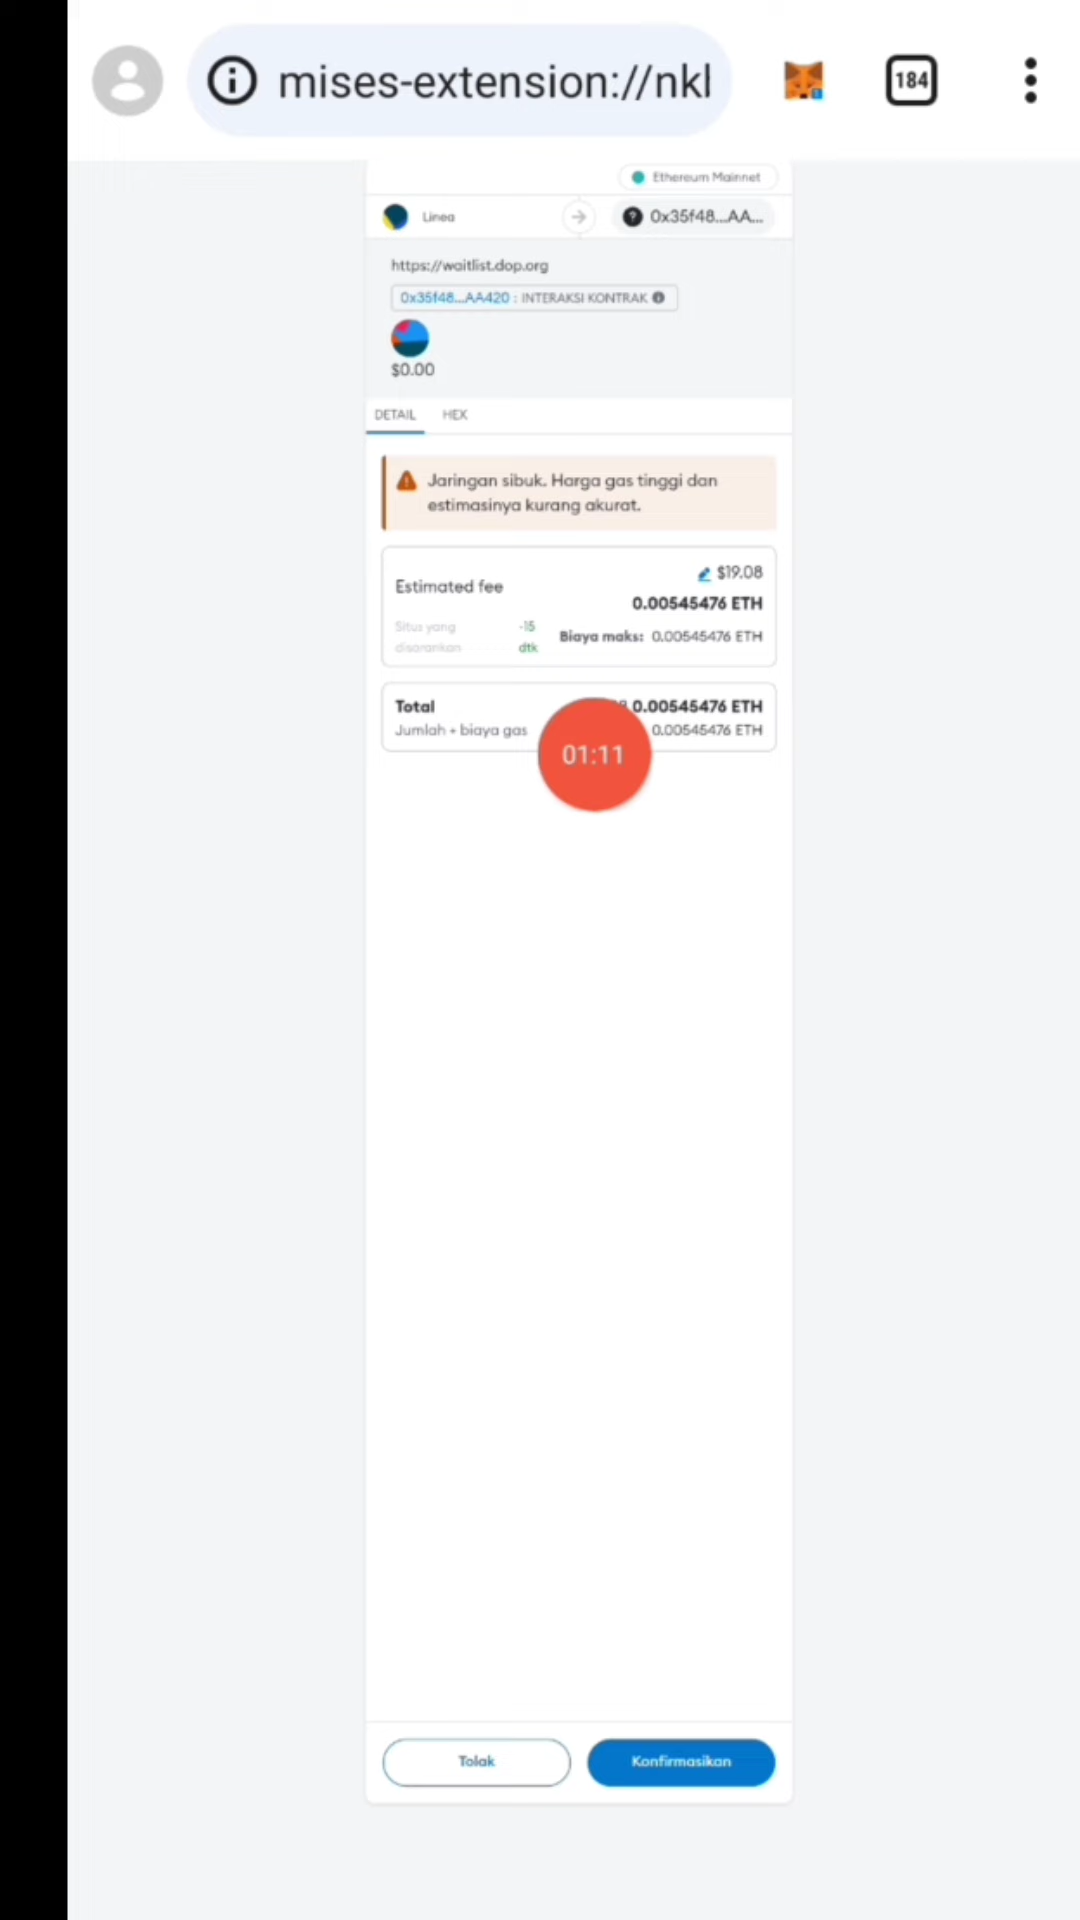 mises-extension://nkl
184
Ethereum Mainnet
Linea
0x35f48...AA...
https://waitlist.dop.org
0x35f48...AA420 : INTERAKSI KONTRAK
$0.00
DETAIL HEX
Jaringan sibuk. Harga gas tinggi dan
estimasinya kurang akurat.
$19.08
Estimated fee
0.00545476 ETH
Situs yang
disarankan
~15
dtk
Biaya maks: 0.00545476 ETH
Total
0.00545476 ETH
Jumlah + biaya gas
0.00545476 ETH
01:11
Tolak
Konfirmasikan